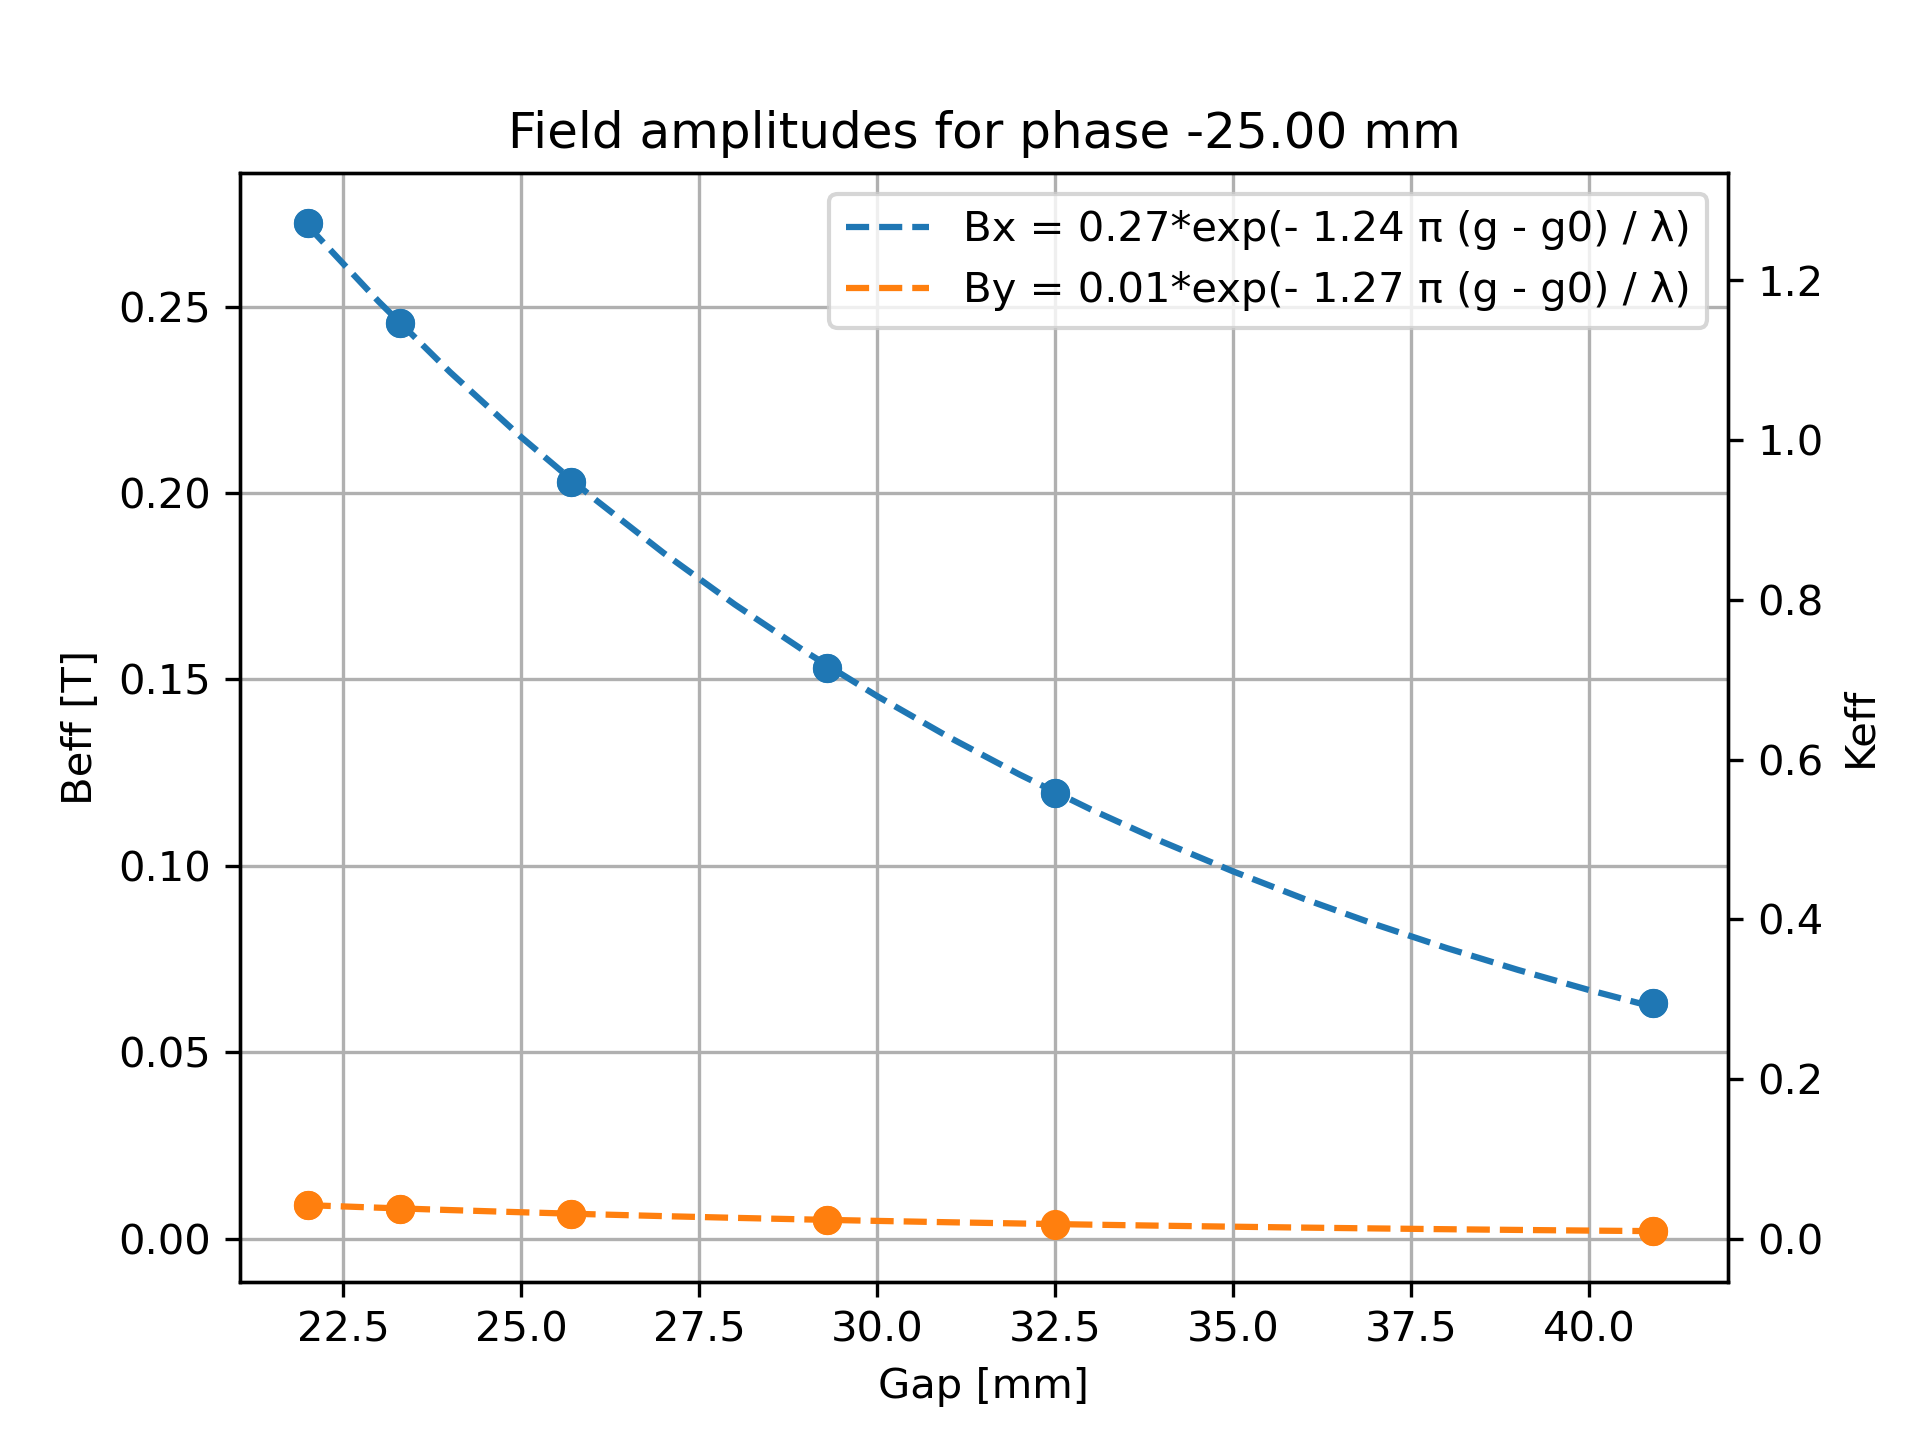 Field amplitudes for phase -25.00 mm
Bx = 0.27*exp(- 1.24 π (g - g0) / λ)
By = 0.01*exp(- 1.27 π (g - g0) / λ)
Beff [T]
0.25
0.20
0.15
0.10
0.05
0.00
1.2
1.0
0.8
0.6
0.4
0.2
0.0
Keff
22.5 25.0 27.5 30.0 32.5 35.0 37.5 40.0
Gap [mm]